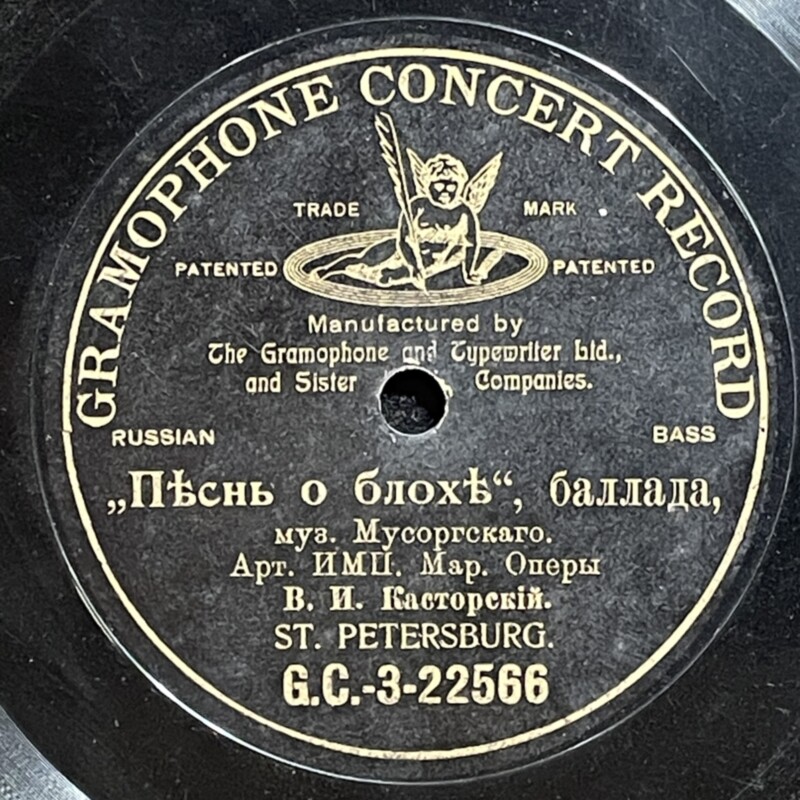 GRAMOPHONE CONCERT RECORD
TRADE MARK
PATENTED PATENTED
Manufactured by
The Gramophone and Typewriter Ltd.,
and Sister Companies.
RUSSIAN BASS
„Пѣснь о блохѣ“, баллада,
муз. Мусоргскаго.
Арт. ИМП. Мар. Оперы
В. И. Касторскій.
ST. PETERSBURG.
G.C.-3-22566